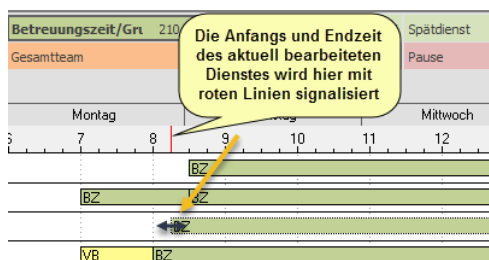 Betreuungszeit/Gru 210
Spätdienst
Gesamtteam
Pause
Die Anfangs und Endzeit
des aktuell bearbeiteten
Dienstes wird hier mit
roten Linien signalisiert
Montag Mittwoch
6 7 8 9 10 11 12
BZ
BZ BZ
BZ
VB BZ